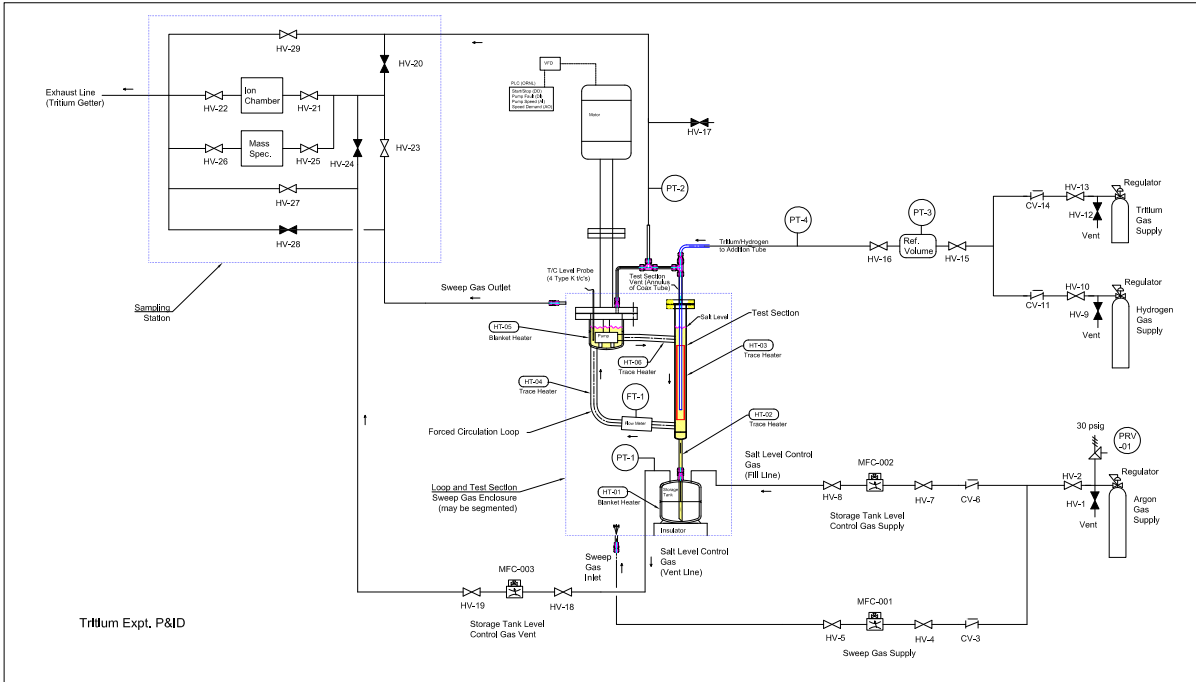 HV-29
HV-20
VFD
PLC (ORNL)
Start/Stop (DO)
Pump Fault (DI)
Pump Speed (AI)
Speed Demand (AO)
Exhaust Line
(Tritium Getter)
Ion
Chamber
HV-22
HV-21
Motor
HV-17
Mass
Spec.
HV-26
HV-25
HV-24
HV-23
HV-27
HV-28
PT-2
PT-4
PT-3
Ref.
Volume
HV-16
HV-15
CV-14
HV-13
HV-12
Vent
Regulator
Tritium
Gas
Supply
Tritium/Hydrogen
to Addition Tube
T/C Level Probe
(4 Type K t/c's)
Test Section
Vent (Annulus
of Coax Tube)
Sweep Gas Outlet
CV-11
HV-10
HV-9
Vent
Regulator
Hydrogen
Gas
Supply
Sampling
Station
HT-05
Blanket Heater
Pump
Salt Level
Test Section
HT-03
Trace Heater
HT-06
Trace Heater
HT-04
Trace Heater
FT-1
Flow Meter
HT-02
Trace Heater
Forced Circulation Loop
PT-1
Salt Level Control
Gas
(Fill Line)
MFC-002
HV-8
HV-7
CV-6
Storage Tank Level
Control Gas Supply
30 psig
PRV
-01
HV-2
HV-1
Vent
Regulator
Argon
Gas
Supply
Loop and Test Section
Sweep Gas Enclosure
(may be segmented)
HT-01
Blanket Heater
Storage
Tank
Insulator
Sweep
Gas
Inlet
Salt Level Control
Gas
(Vent Line)
MFC-003
HV-19
HV-18
Storage Tank Level
Control Gas Vent
MFC-001
HV-5
HV-4
CV-3
Sweep Gas Supply
Tritium Expt. P&ID